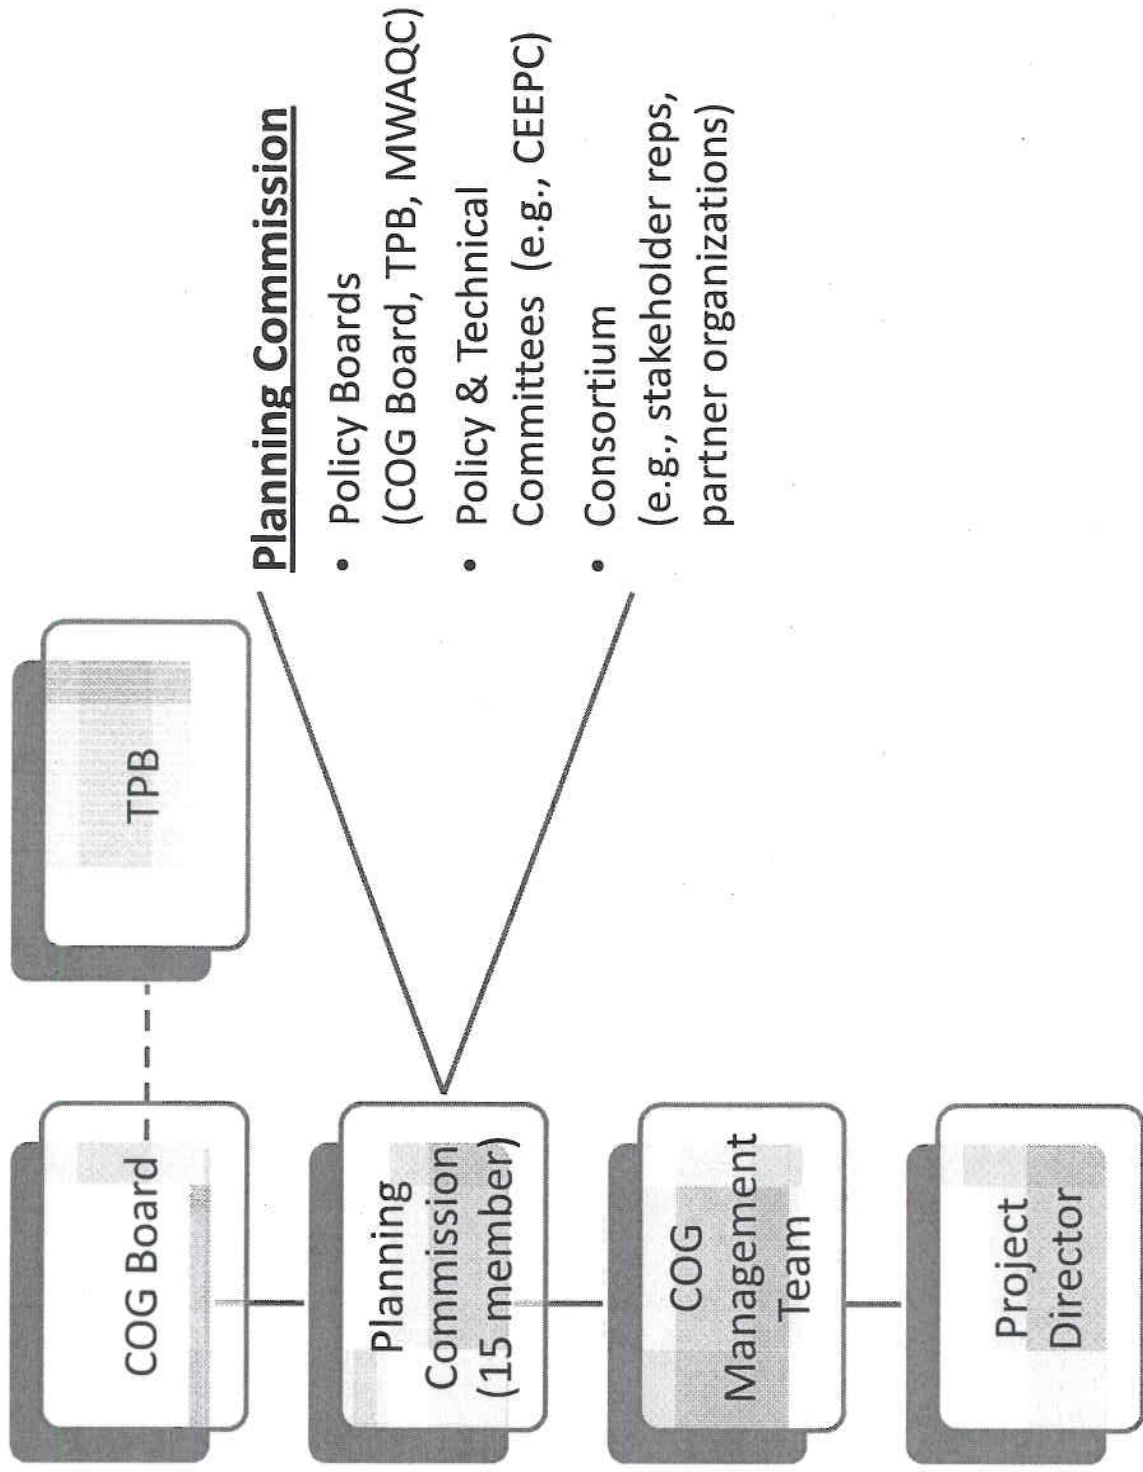 COG Board
TPB
Planning
Commission
(15 member)
COG
Management
Team
Project
Director
Planning Commission
• Policy Boards
(COG Board, TPB, MWAQC)
• Policy & Technical
Committees (e.g., CEEPC)
• Consortium
(e.g., stakeholder reps,
partner organizations)